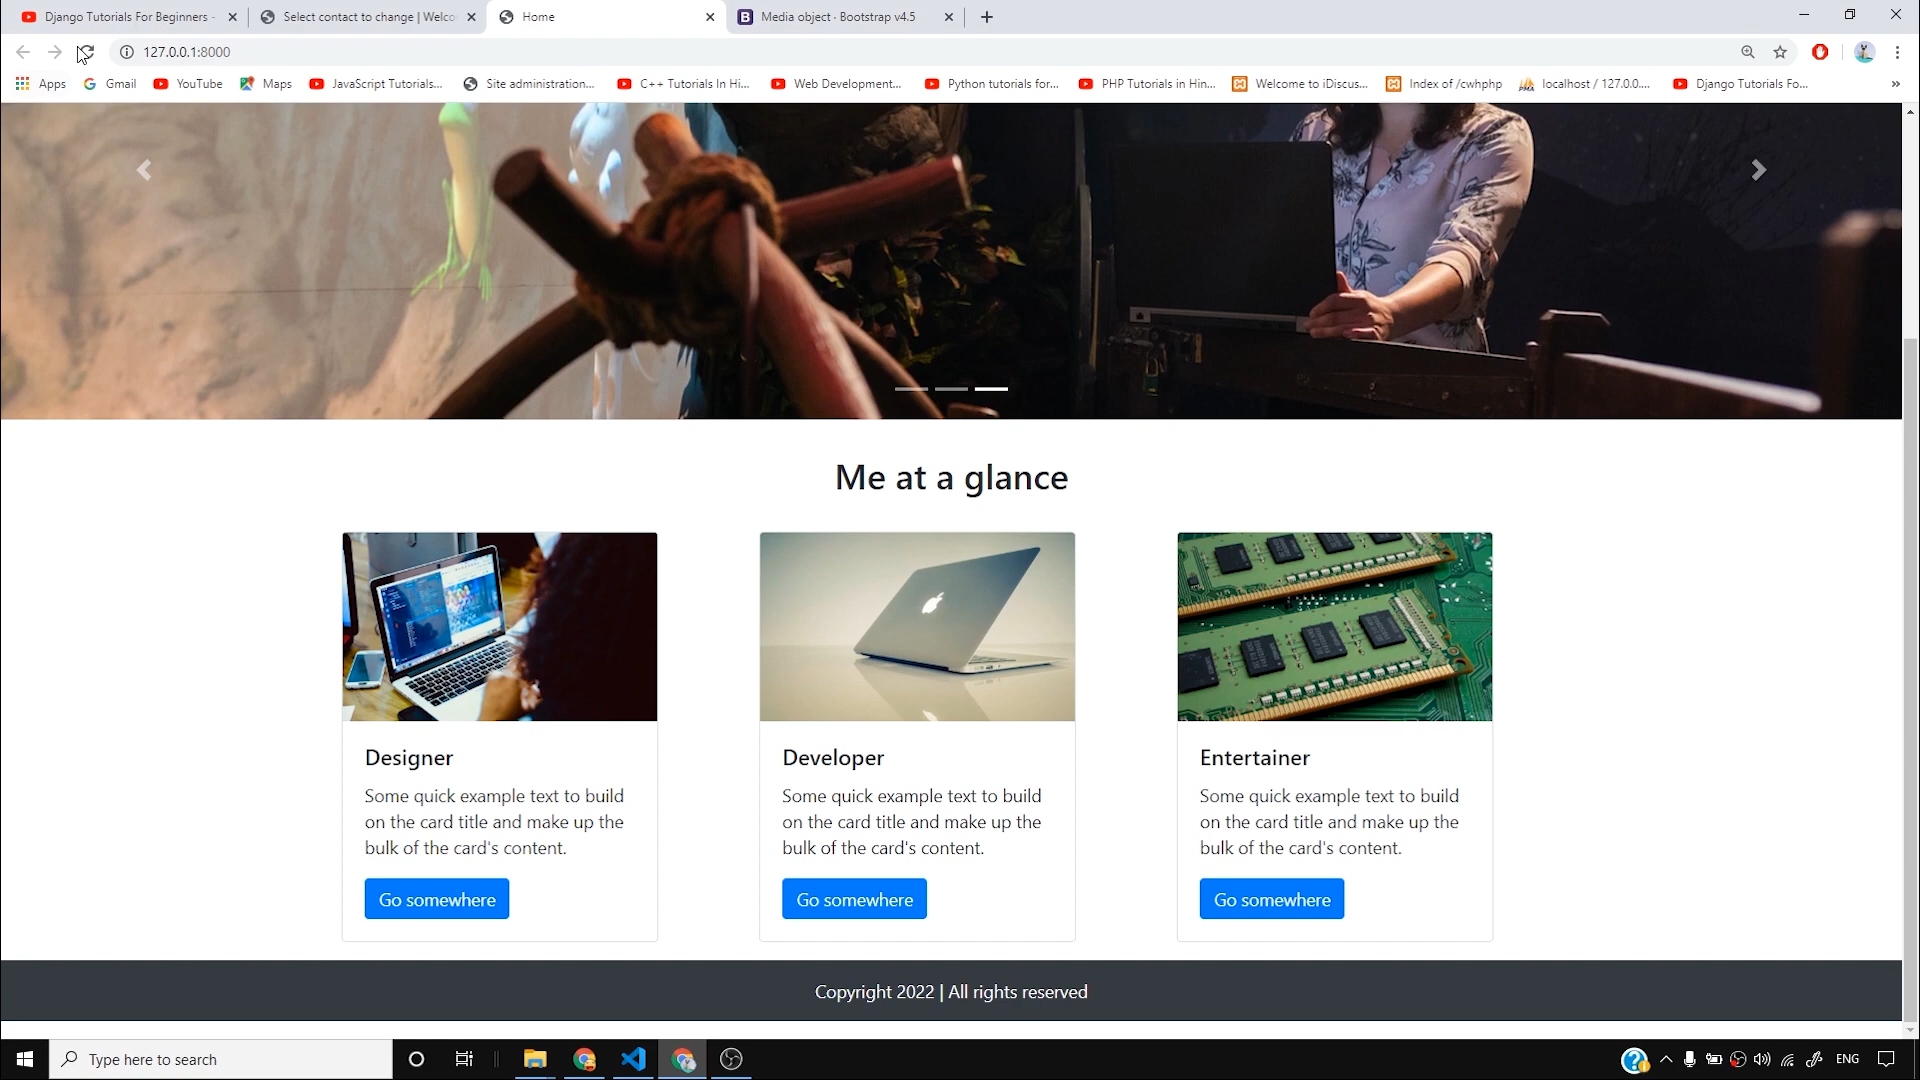 Django Tutorials For Beginners -
Select contact to change | Welco
Home
Media object · Bootstrap v4.5
127.0.0.1:8000
Apps
Gmail
YouTube
Maps
JavaScript Tutorials...
Site administration...
C++ Tutorials In Hi...
Web Development...
Python tutorials for...
PHP Tutorials in Hin...
Welcome to iDiscus...
Index of /cwhphp
localhost / 127.0.0....
Django Tutorials Fo...
Me at a glance
Designer
Some quick example text to build
on the card title and make up the
bulk of the card's content.
Go somewhere
Developer
Some quick example text to build
on the card title and make up the
bulk of the card's content.
Go somewhere
Entertainer
Some quick example text to build
on the card title and make up the
bulk of the card's content.
Go somewhere
Copyright 2022 | All rights reserved
Type here to search
ENG